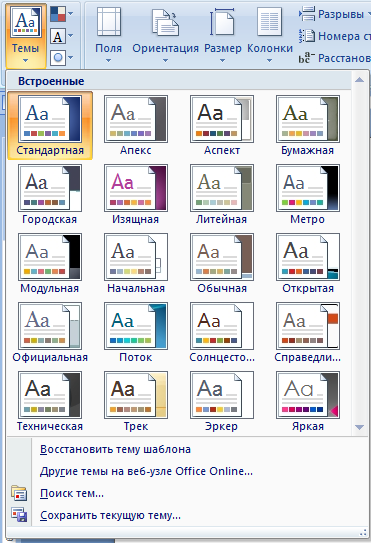 Темы
Поля
Ориентация
Размер
Колонки
Разрывы
Номера ст
Расстанов
Встроенные
Aa Aa Aa Aa
Стандартная Апекс Аспект Бумажная
Aa Aa Aa Aa
Городская Изящная Литейная Метро
Aa Aa Aa Aa
Модульная Начальная Обычная Открытая
Aa Aa Aa Aa
Официальная Поток Солнцесто... Справедли...
Aa Aa Aa Aa
Техническая Трек Эркер Яркая
Восстановить тему шаблона
Другие темы на веб-узле Office Online...
Поиск тем...
Сохранить текущую тему...